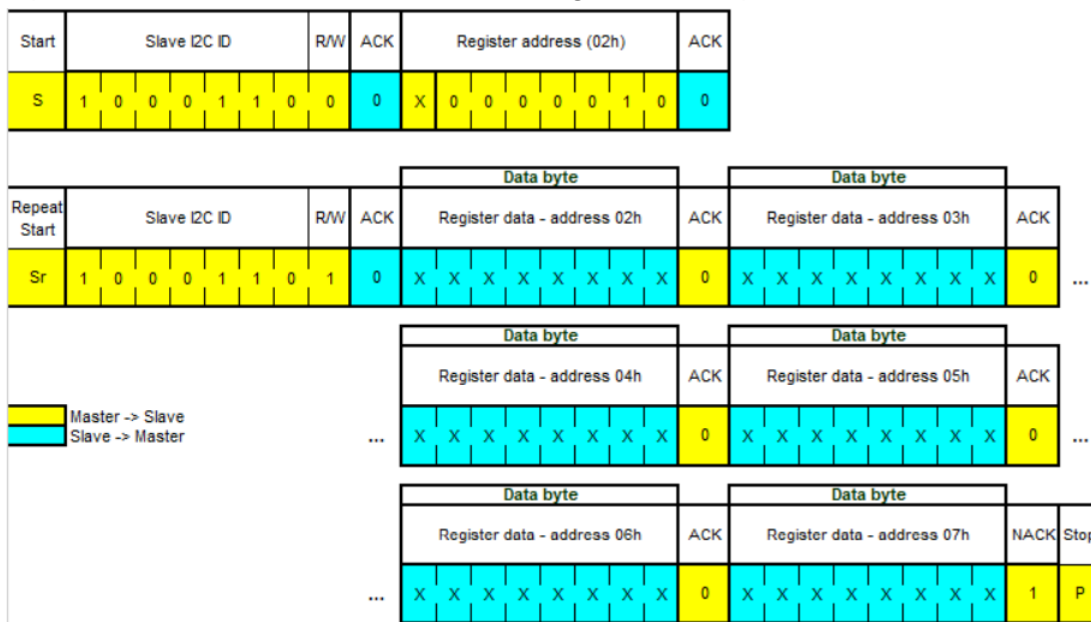 Start Slave I2C ID R/W ACK Register address (02h) ACK
S 1 0 0 0 1 1 0 0 0 X 0 0 0 0 0 1 0 0
Data byte Data byte
Repeat Start Slave I2C ID R/W ACK Register data - address 02h ACK Register data - address 03h ACK
Sr 1 0 0 0 1 1 0 1 0 X X X X X X X X 0 X X X X X X X X 0 ...
Data byte Data byte
Register data - address 04h ACK Register data - address 05h ACK
Master -> Slave
Slave -> Master
... X X X X X X X X 0 X X X X X X X X 0 ...
Data byte Data byte
Register data - address 06h ACK Register data - address 07h NACK Stop
... X X X X X X X X 0 X X X X X X X X 1 P